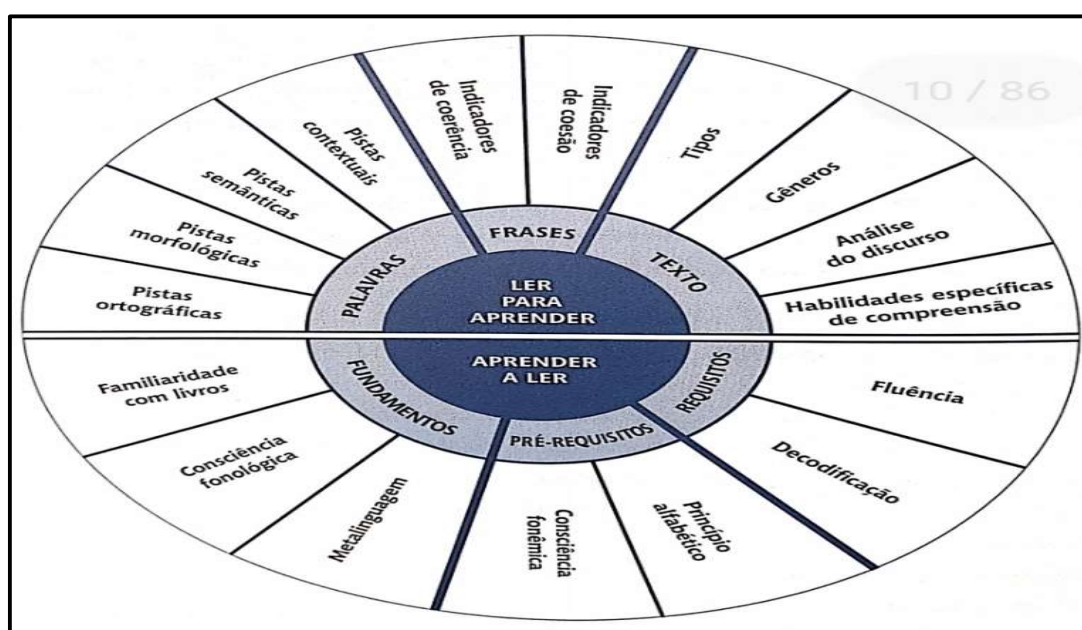 10 / 86
Pistas
ortográficas
Pistas
morfológicas
Pistas
semânticas
Pistas
contextuais
Indicadores
de coerência
Indicadores
de coesão
Tipos
Gêneros
Análise
do discurso
Habilidades específicas
de compreensão
PALAVRAS
FRASES
TEXTO
LER
PARA
APRENDER
APRENDER
A LER
FUNDAMENTOS
PRÉ-REQUISITOS
REQUISITOS
Familiaridade
com livros
Consciência
fonológica
Metalinguagem
Consciência
fonêmica
Princípio
alfabético
Decodificação
Fluência